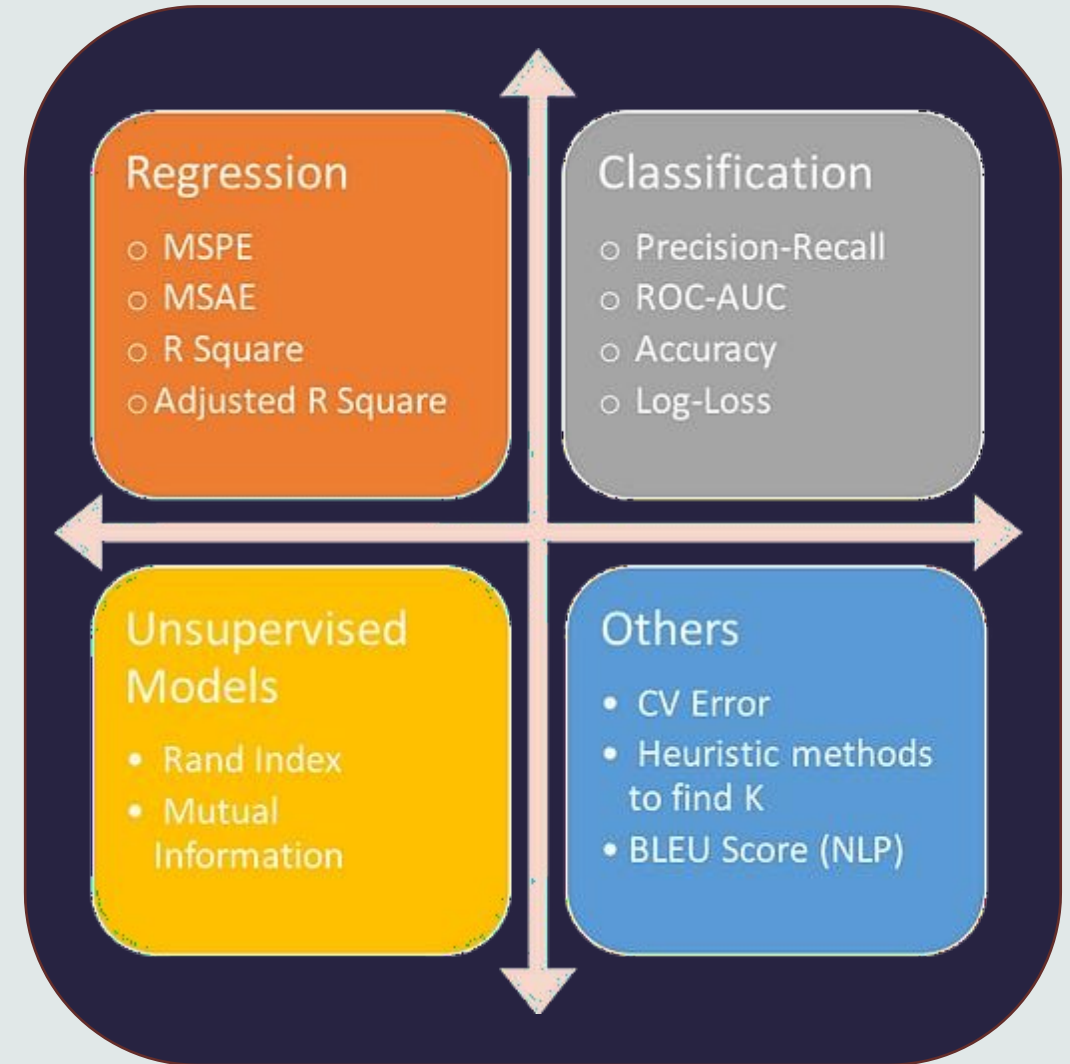 Regression
○ MSPE
○ MSAE
○ R Square
○ Adjusted R Square
Classification
○ Precision-Recall
○ ROC-AUC
○ Accuracy
○ Log-Loss
Unsupervised
Models
• Rand Index
• Mutual
Information
Others
• CV Error
• Heuristic methods
to find K
• BLEU Score (NLP)